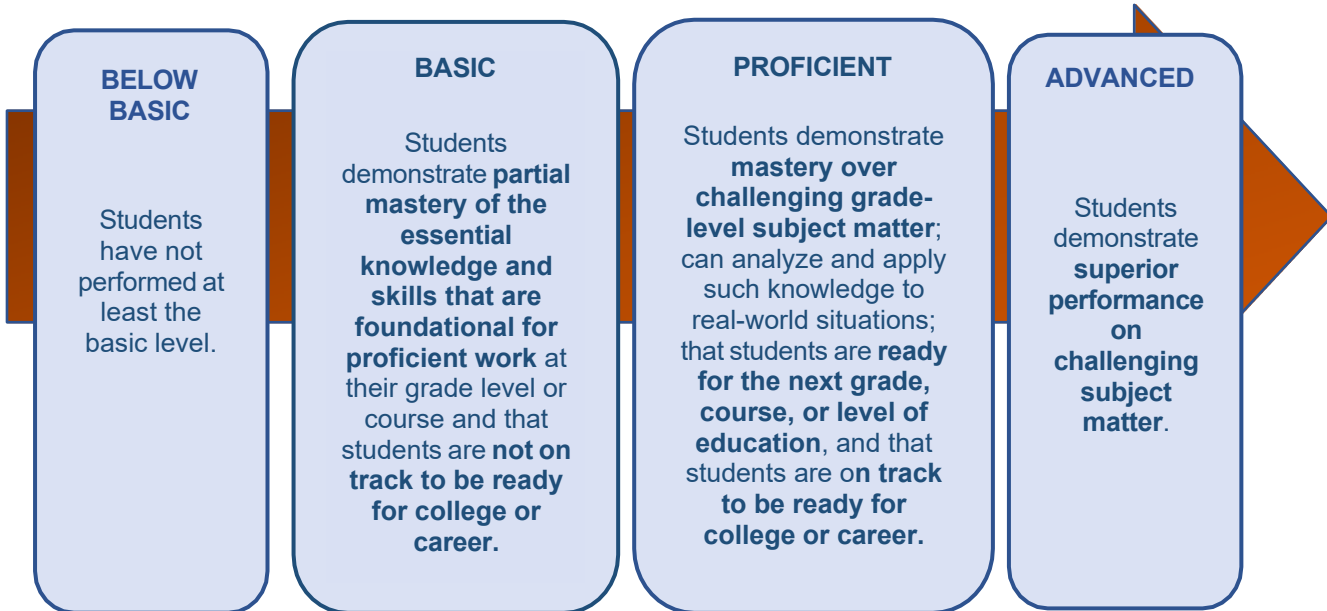 BELOW
BASIC
Students
have not
performed at
least the
basic level.
BASIC
Students
demonstrate partial
mastery of the
essential
knowledge and
skills that are
foundational for
proficient work at
their grade level or
course and that
students are not on
track to be ready
for college or
career.
PROFICIENT
Students demonstrate
mastery over
challenging grade-
level subject matter;
can analyze and apply
such knowledge to
real-world situations;
that students are ready
for the next grade,
course, or level of
education, and that
students are on track
to be ready for
college or career.
ADVANCED
Students
demonstrate
superior
performance
on
challenging
subject
matter.